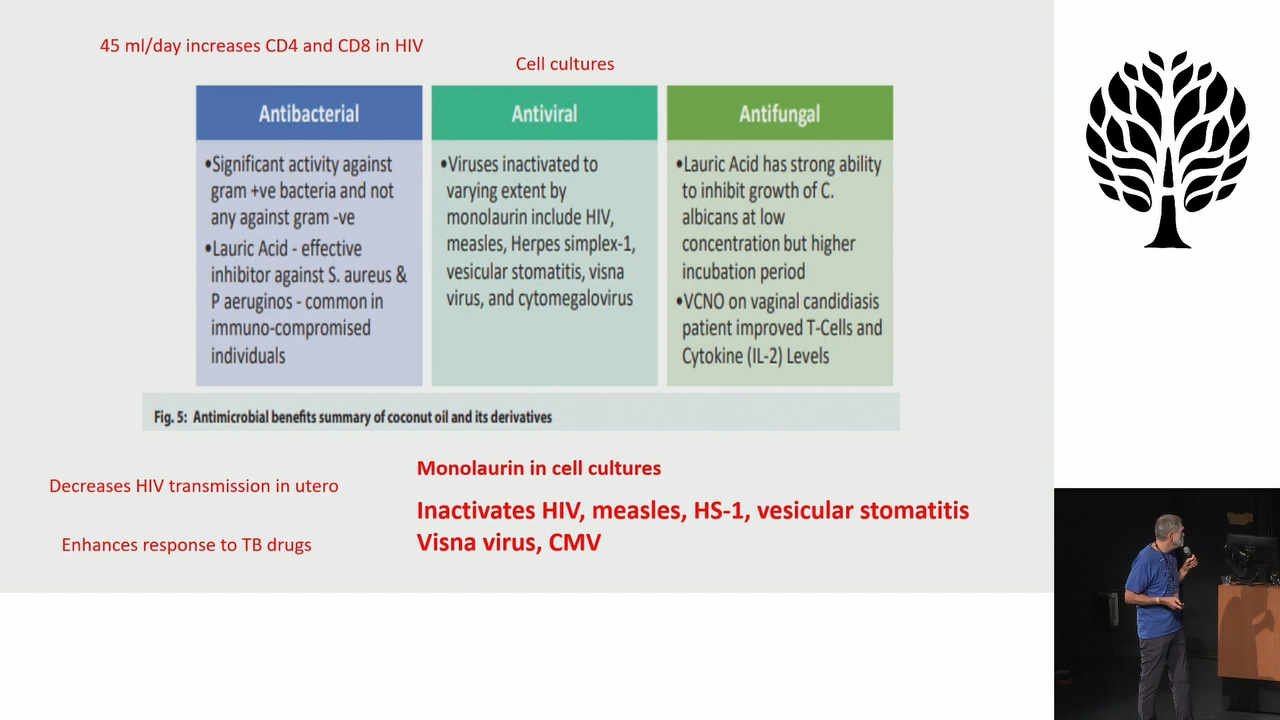 45 ml/day increases CD4 and CD8 in HIV
Cell cultures
Antibacterial
•Significant activity against
gram +ve bacteria and not
any against gram -ve
•Lauric Acid - effective
inhibitor against S. aureus &
P aeruginos - common in
immuno-compromised
individuals
Antiviral
•Viruses inactivated to
varying extent by
monolaurin include HIV,
measles, Herpes simplex-1,
vesicular stomatitis, visna
virus, and cytomegalovirus
Antifungal
•Lauric Acid has strong ability
to inhibit growth of C.
albicans at low
concentration but higher
incubation period
•VCNO on vaginal candidiasis
patient improved T-Cells and
Cytokine (IL-2) Levels
Fig. 5: Antimicrobial benefits summary of coconut oil and its derivatives
Decreases HIV transmission in utero
Enhances response to TB drugs
Monolaurin in cell cultures
Inactivates HIV, measles, HS-1, vesicular stomatitis
Visna virus, CMV